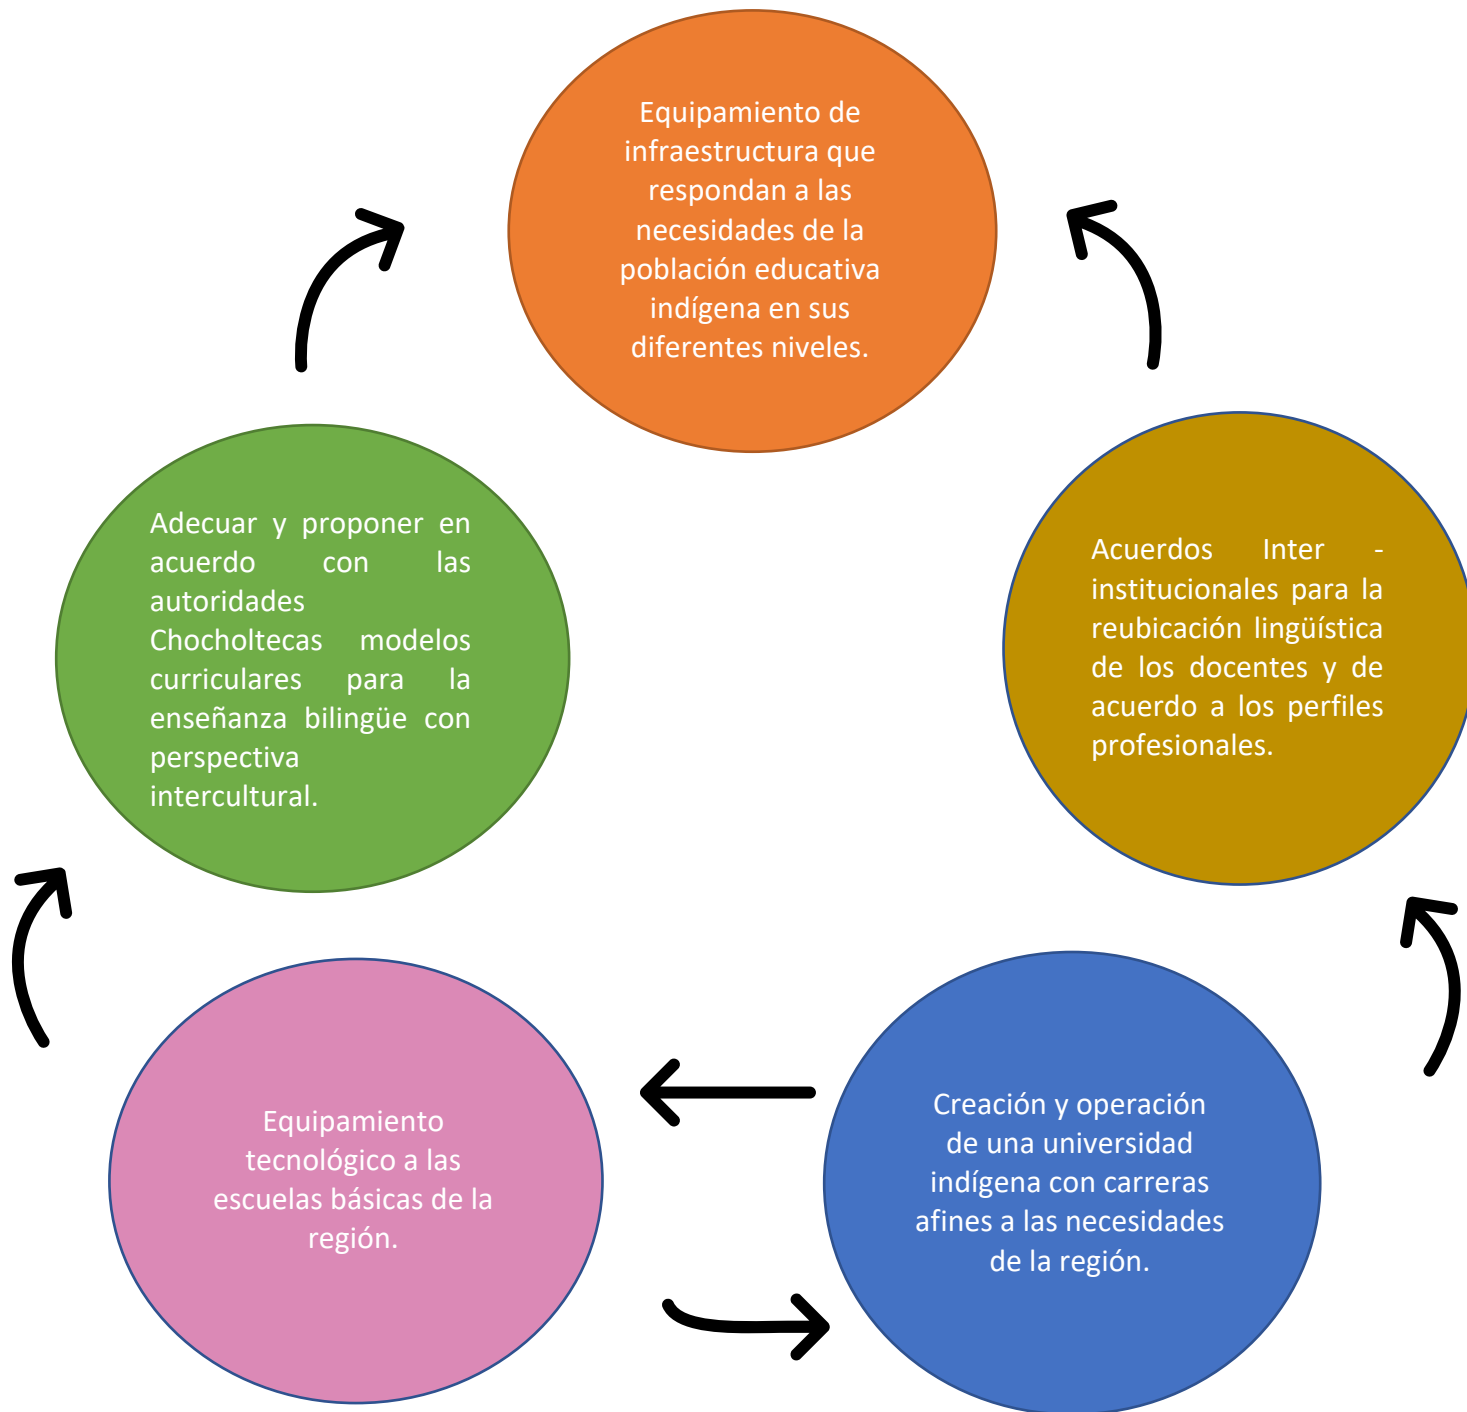 Equipamiento de
infraestructura que
respondan a las
necesidades de la
población educativa
indígena en sus
diferentes niveles.
Adecuar y proponer en
acuerdo con las
autoridades
Chocholtecas modelos
curriculares para la
enseñanza bilingüe con
perspectiva
intercultural.
Acuerdos Inter -
institucionales para la
reubicación lingüística
de los docentes y de
acuerdo a los perfiles
profesionales.
Equipamiento
tecnológico a las
escuelas básicas de la
región.
Creación y operación
de una universidad
indígena con carreras
afines a las necesidades
de la región.